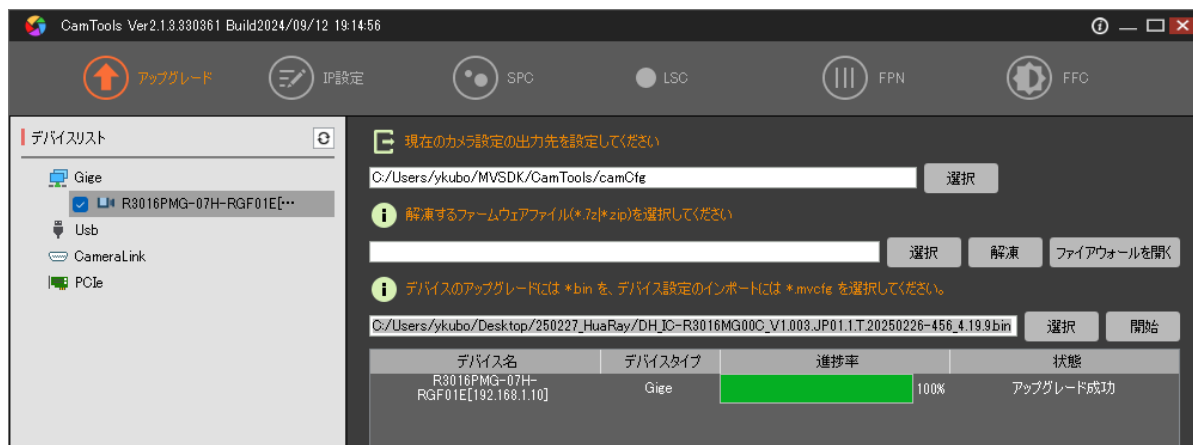 CamTools Ver2.1.3.330361 Build2024/09/12 19:14:56
アップグレード
IP設定
SPC
LSC
FPN
FFC
デバイスリスト
Gige
R3016PMG-07H-RGF01E[…
Usb
CameraLink
PCIe
現在のカメラ設定の出力先を設定してください
C:/Users/ykubo/MVSDK/CamTools/camCfg
選択
解凍するファームウェアファイル(*.7z|*.zip)を選択してください
選択
解凍
ファイアウォールを開く
デバイスのアップグレードには *.bin を、デバイス設定のインポートには *.mvcfg を選択してください。
C:/Users/ykubo/Desktop/250227_HuaRay/DH_IC-R3016MG00C_V1.003.JP01.1.T.20250226-456_4.19.9.bin
選択
開始
デバイス名 デバイスタイプ 進捗率 状態
R3016PMG-07H-
RGF01E[192.168.1.10]
Gige
100%
アップグレード成功